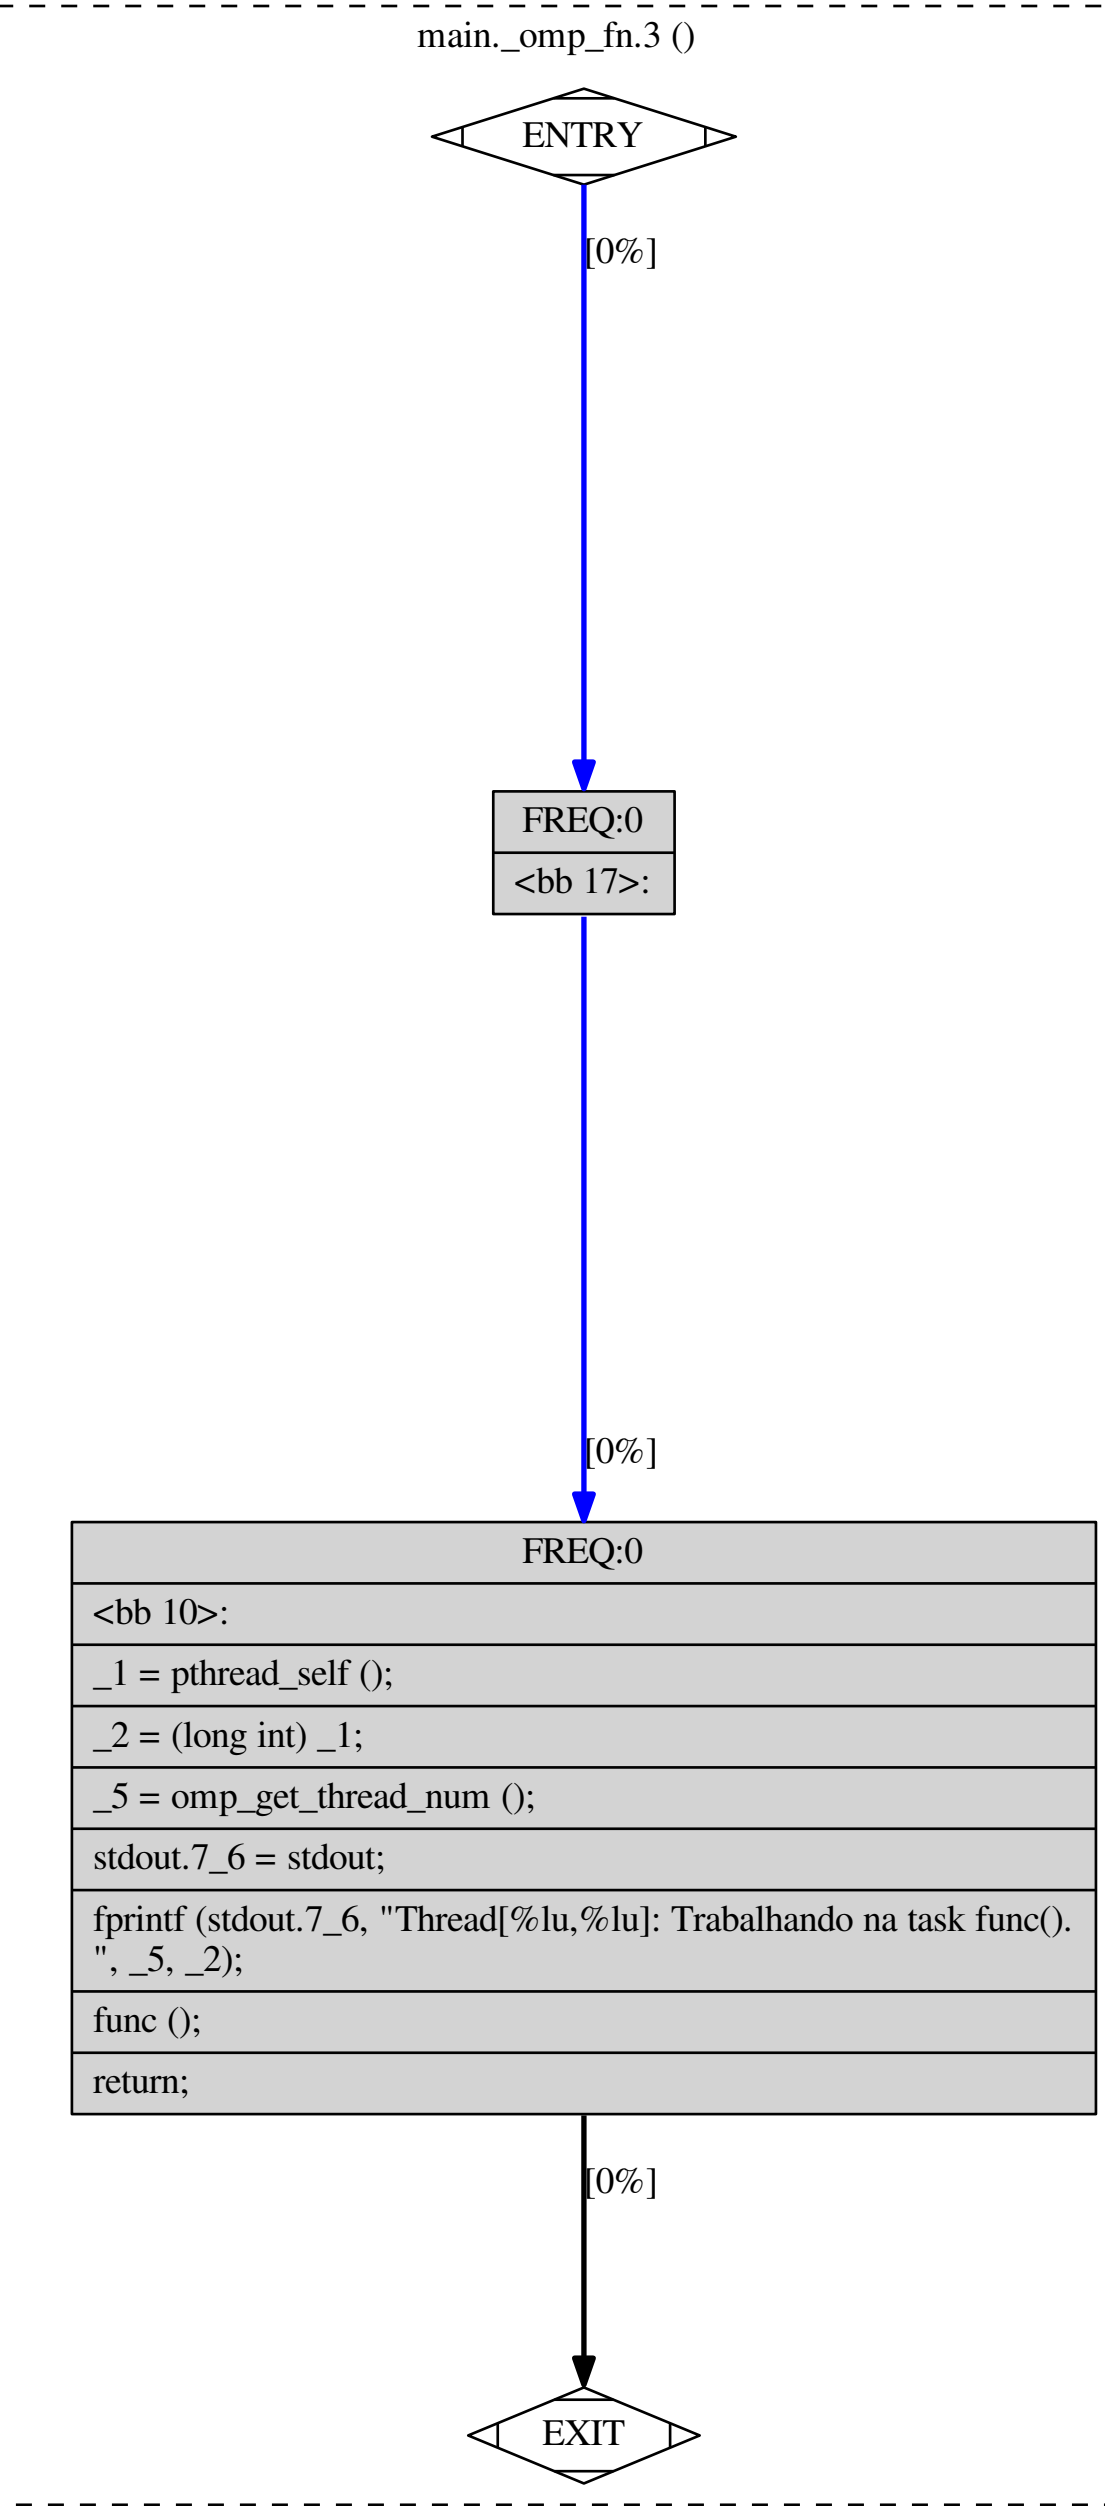 main._omp_fn.3 ()
ENTRY
[0%]
FREQ:0
<bb 17>:
[0%]
FREQ:0
<bb 10>:
_1 = pthread_self ();
_2 = (long int) _1;
_5 = omp_get_thread_num ();
stdout.7_6 = stdout;
fprintf (stdout.7_6, "Thread[%lu,%lu]: Trabalhando na task func().
", _5, _2);
func ();
return;
[0%]
EXIT